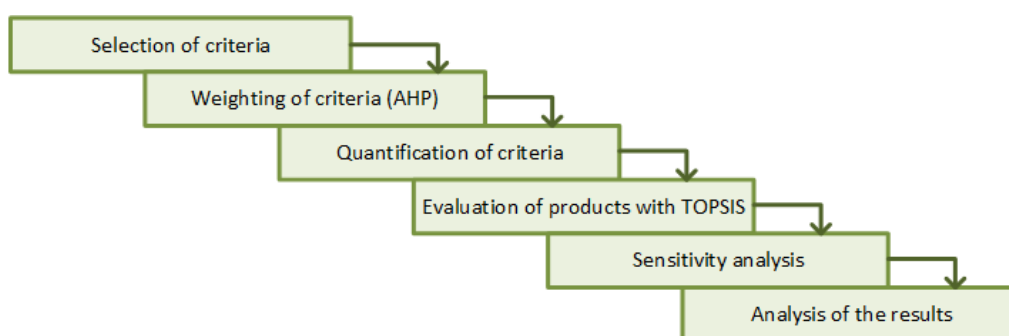 Selection of criteria
Weighting of criteria (AHP)
Quantification of criteria
Evaluation of products with TOPSIS
Sensitivity analysis
Analysis of the results